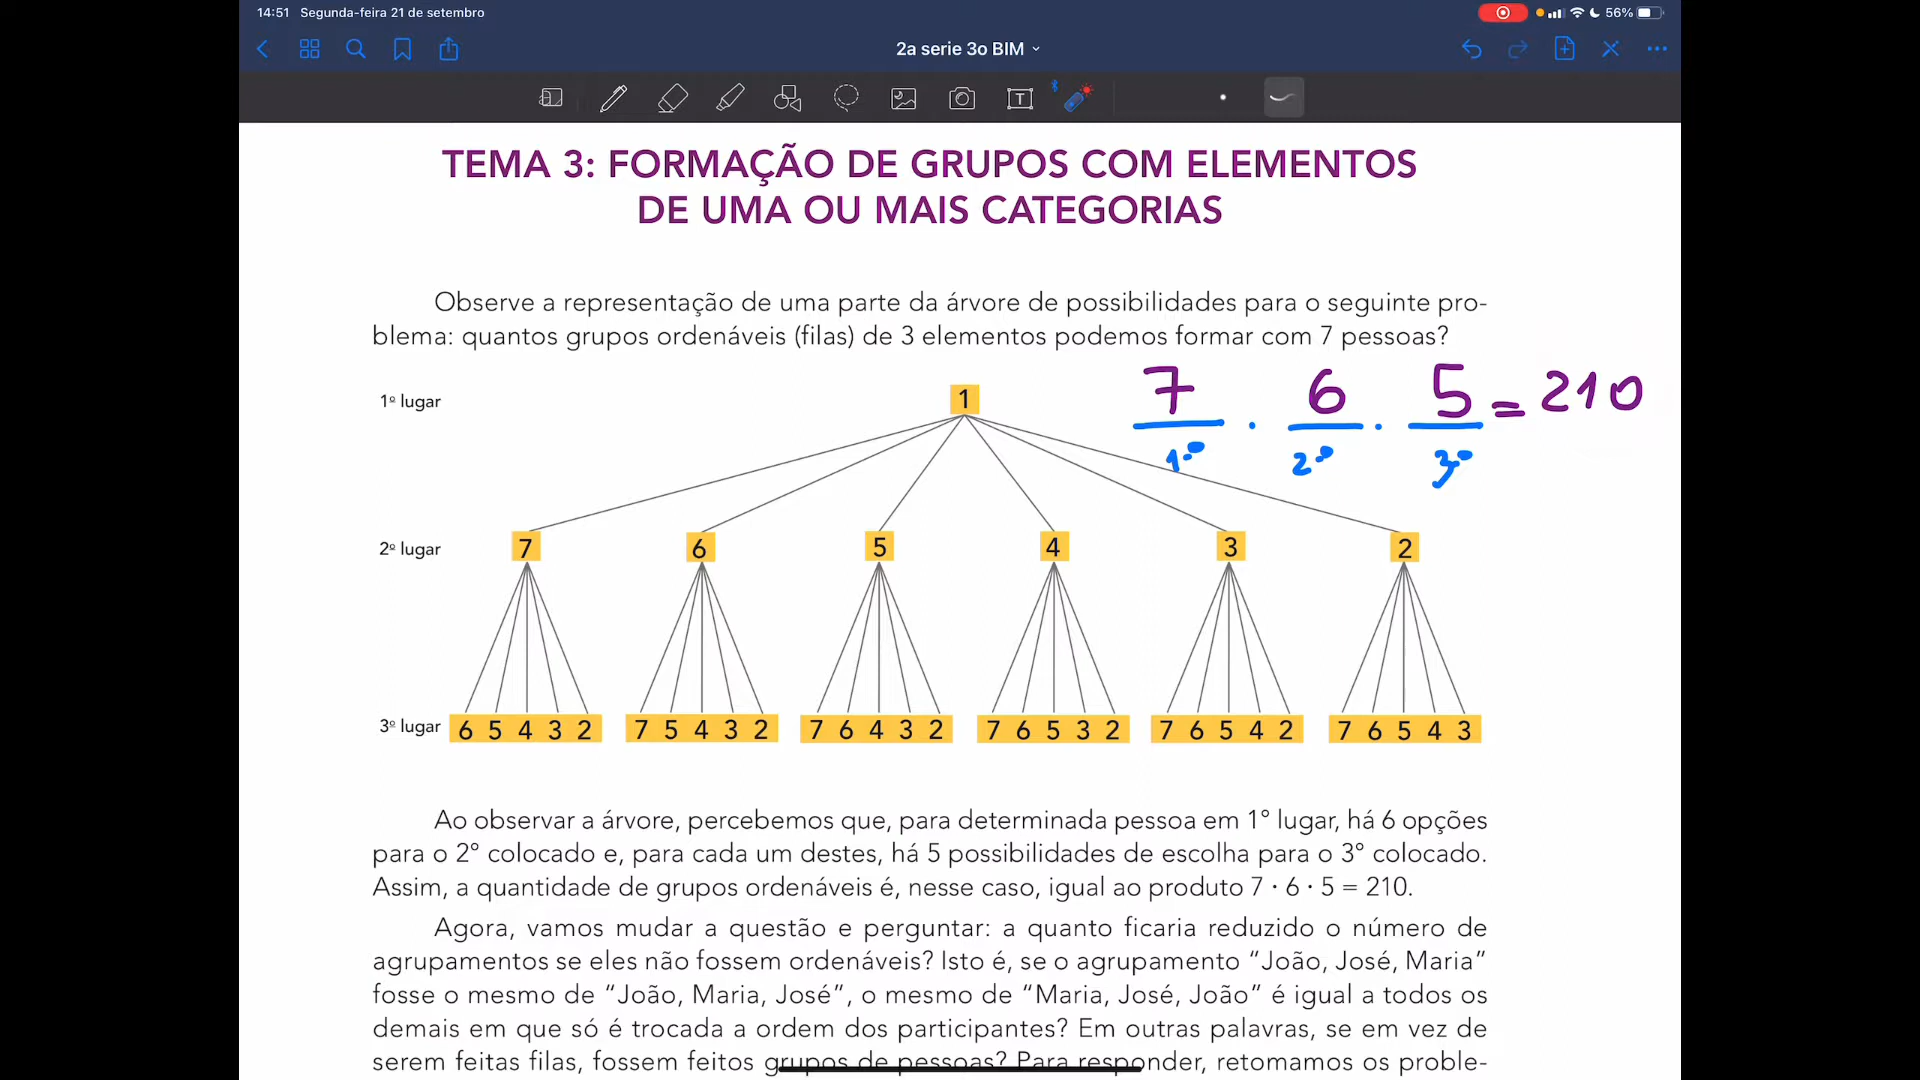 14:51 Segunda-feira 21 de setembro
56%
2a serie 3o BIM
T
TEMA 3: FORMAÇÃO DE GRUPOS COM ELEMENTOS
DE UMA OU MAIS CATEGORIAS
Observe a representação de uma parte da árvore de possibilidades para o seguinte pro-
blema: quantos grupos ordenáveis (filas) de 3 elementos podemos formar com 7 pessoas?
1º lugar
1
7 · 6 · 5 = 210
1º 2º 3º
2º lugar
7 6 5 4 3 2
3º lugar
6 5 4 3 2 7 5 4 3 2 7 6 4 3 2 7 6 5 3 2 7 6 5 4 2 7 6 5 4 3
Ao observar a árvore, percebemos que, para determinada pessoa em 1° lugar, há 6 opções
para o 2° colocado e, para cada um destes, há 5 possibilidades de escolha para o 3° colocado.
Assim, a quantidade de grupos ordenáveis é, nesse caso, igual ao produto 7 · 6 · 5 = 210.
Agora, vamos mudar a questão e perguntar: a quanto ficaria reduzido o número de
agrupamentos se eles não fossem ordenáveis? Isto é, se o agrupamento “João, José, Maria”
fosse o mesmo de “João, Maria, José”, o mesmo de “Maria, José, João” é igual a todos os
demais em que só é trocada a ordem dos participantes? Em outras palavras, se em vez de
serem feitas filas, fossem feitos grupos de pessoas? Para responder, retomamos os proble-